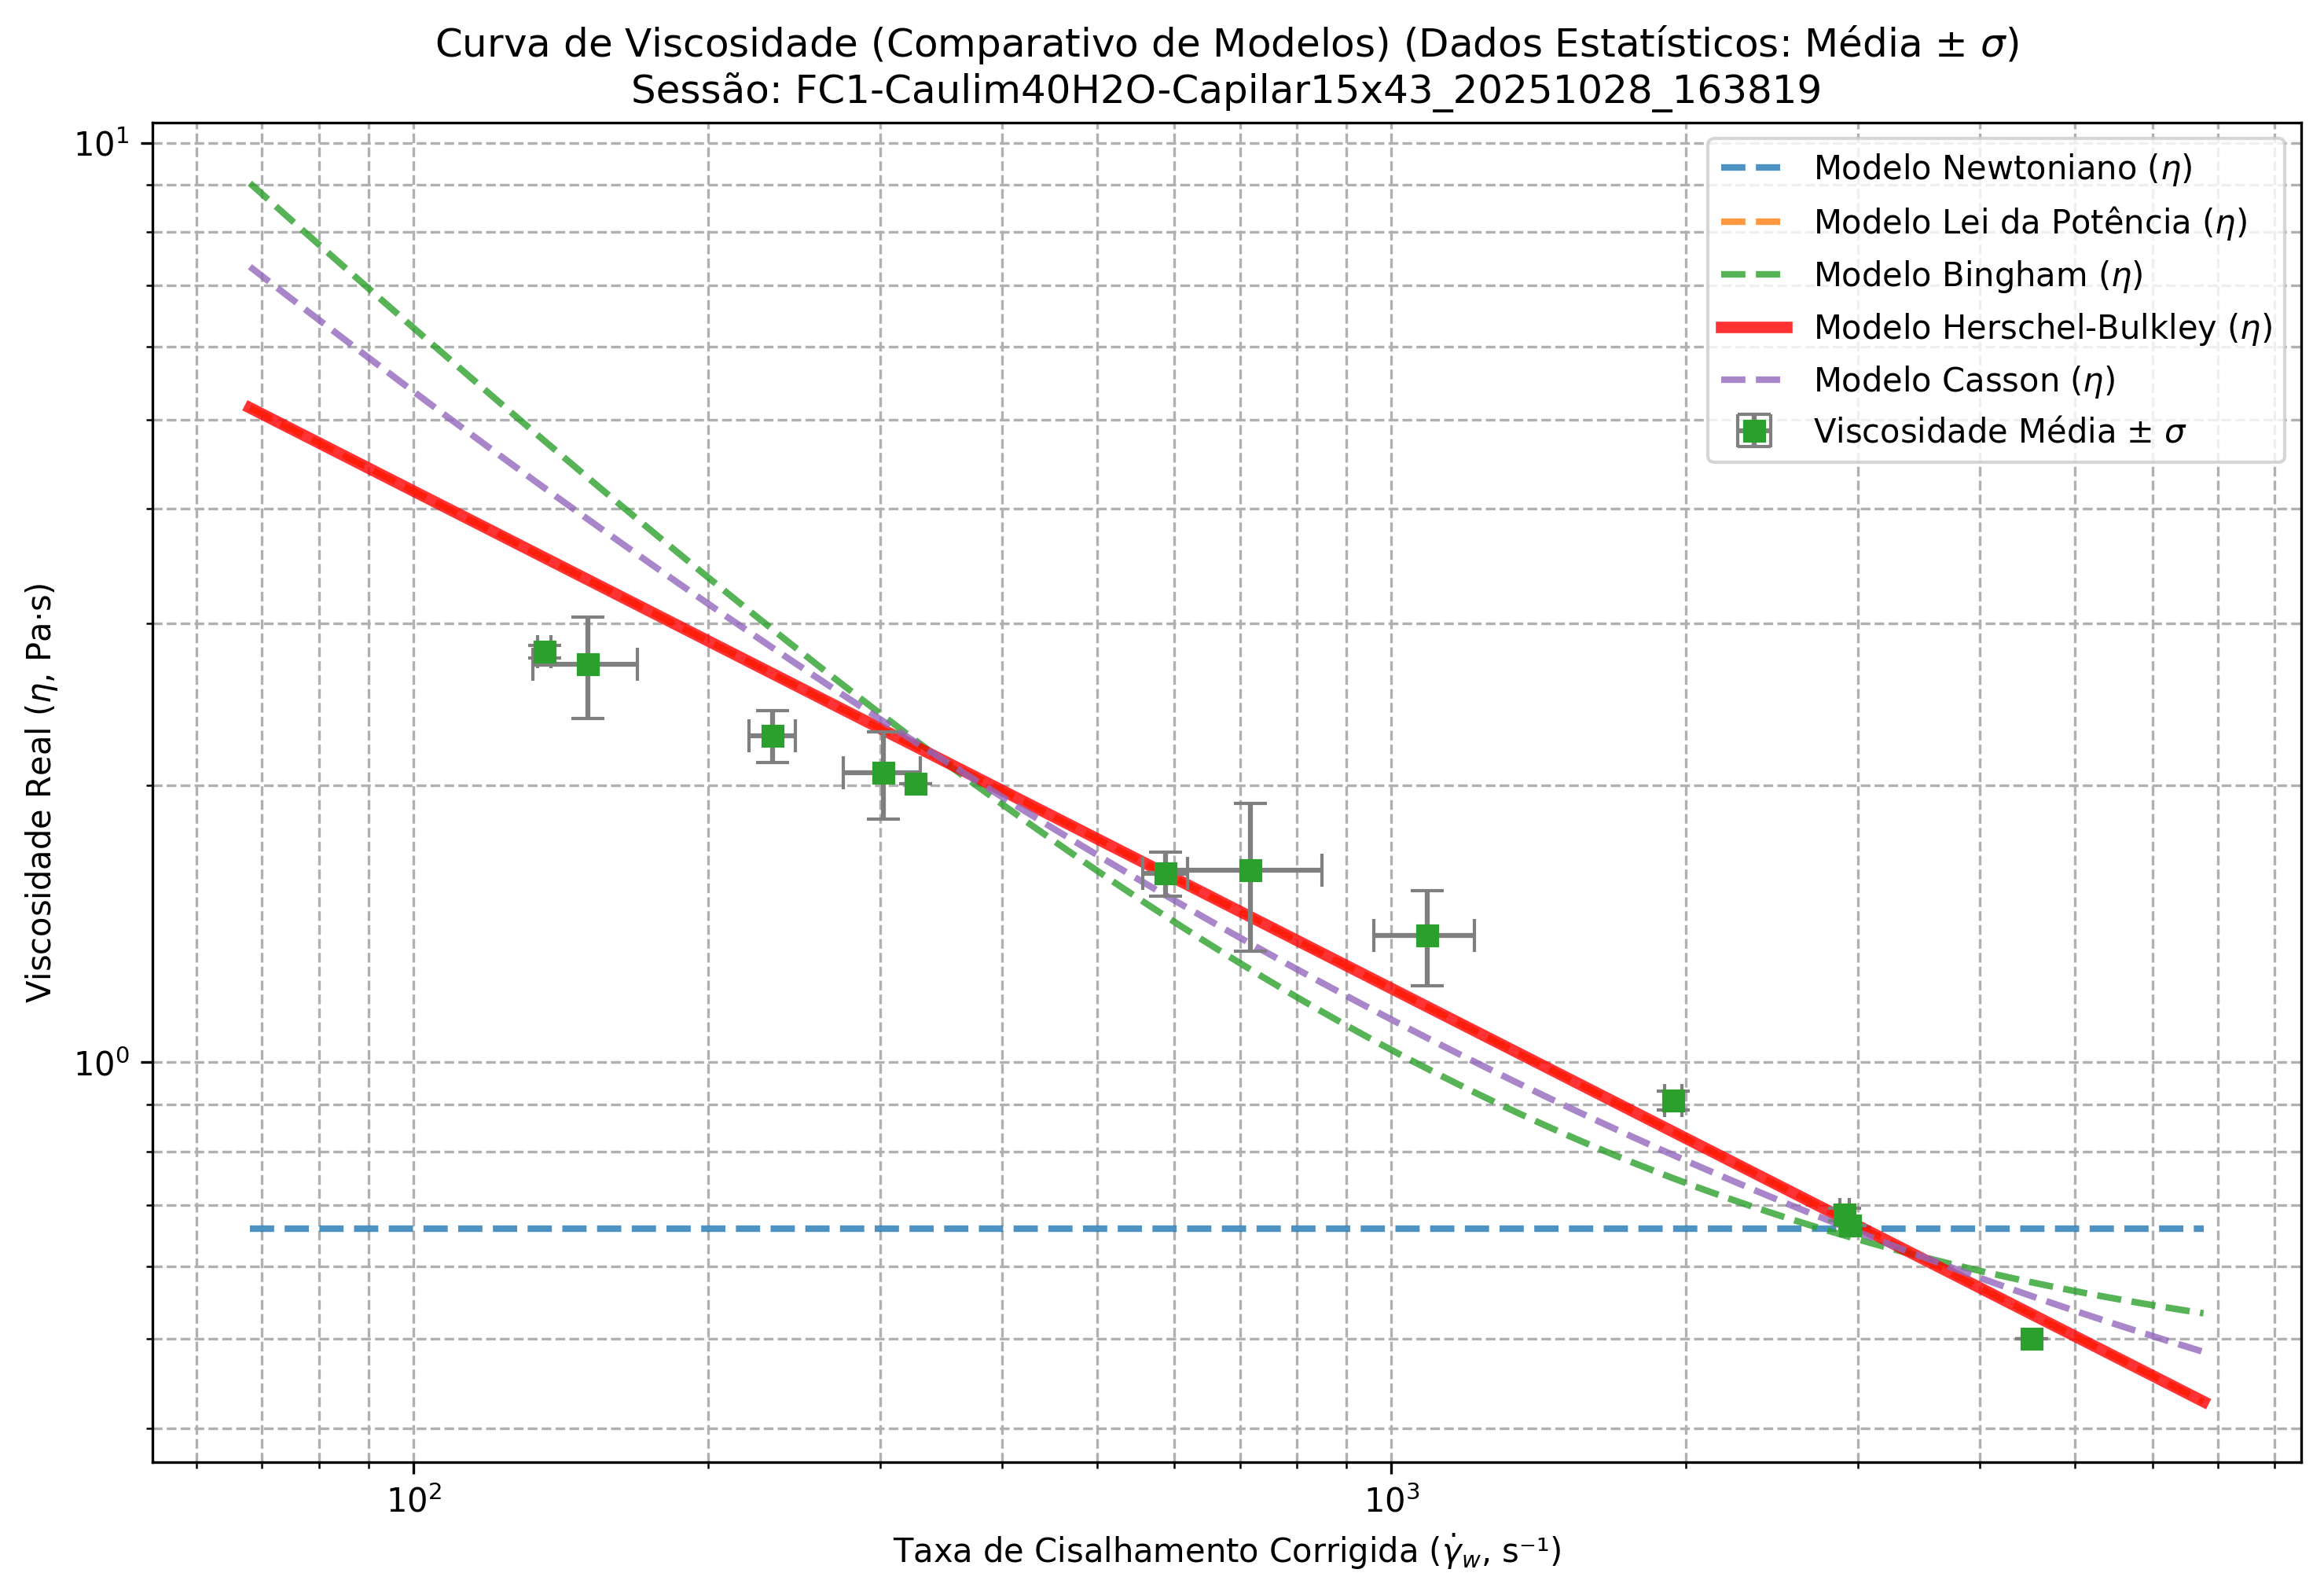 Curva de Viscosidade (Comparativo de Modelos) (Dados Estatísticos: Média ± σ)
Sessão: FC1-Caulim40H2O-Capilar15x43_20251028_163819
Viscosidade Real (η, Pa·s)
10¹
10⁰
Modelo Newtoniano (η)
Modelo Lei da Potência (η)
Modelo Bingham (η)
Modelo Herschel-Bulkley (η)
Modelo Casson (η)
Viscosidade Média ± σ
10²
10³
Taxa de Cisalhamento Corrigida (γ̇w, s⁻¹)